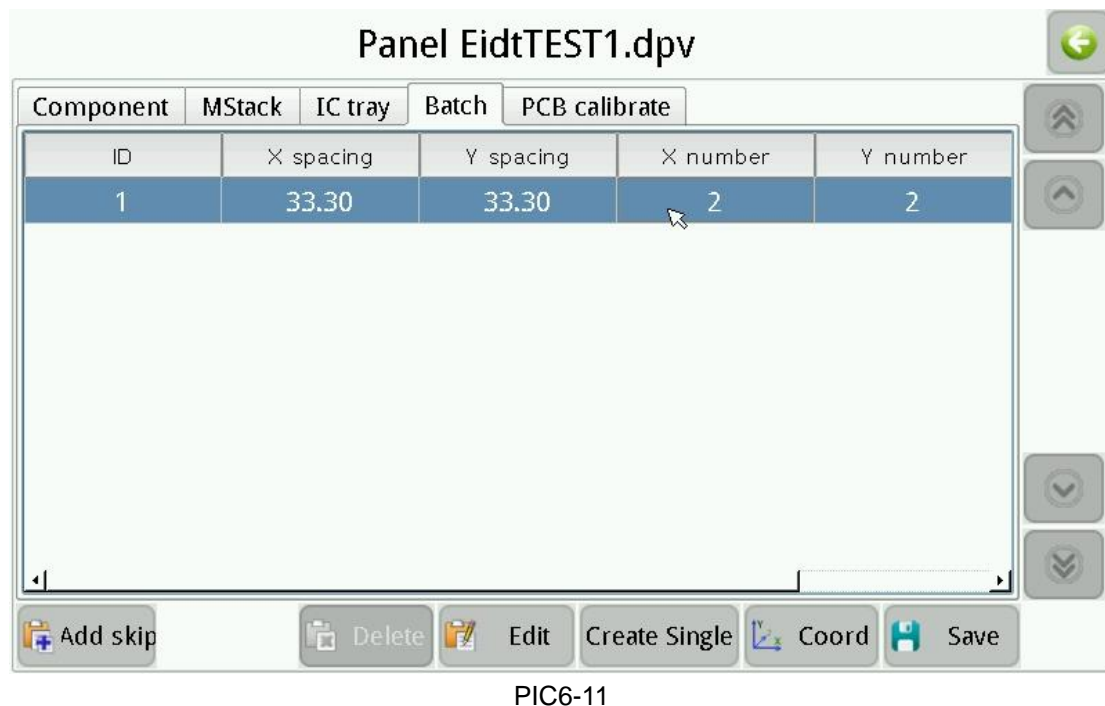 Panel EidtTEST1.dpv
Component MStack IC tray Batch PCB calibrate
ID X spacing Y spacing X number Y number
1 33.30 33.30 2 2
Add skip Delete Edit Create Single Coord Save
PIC6-11